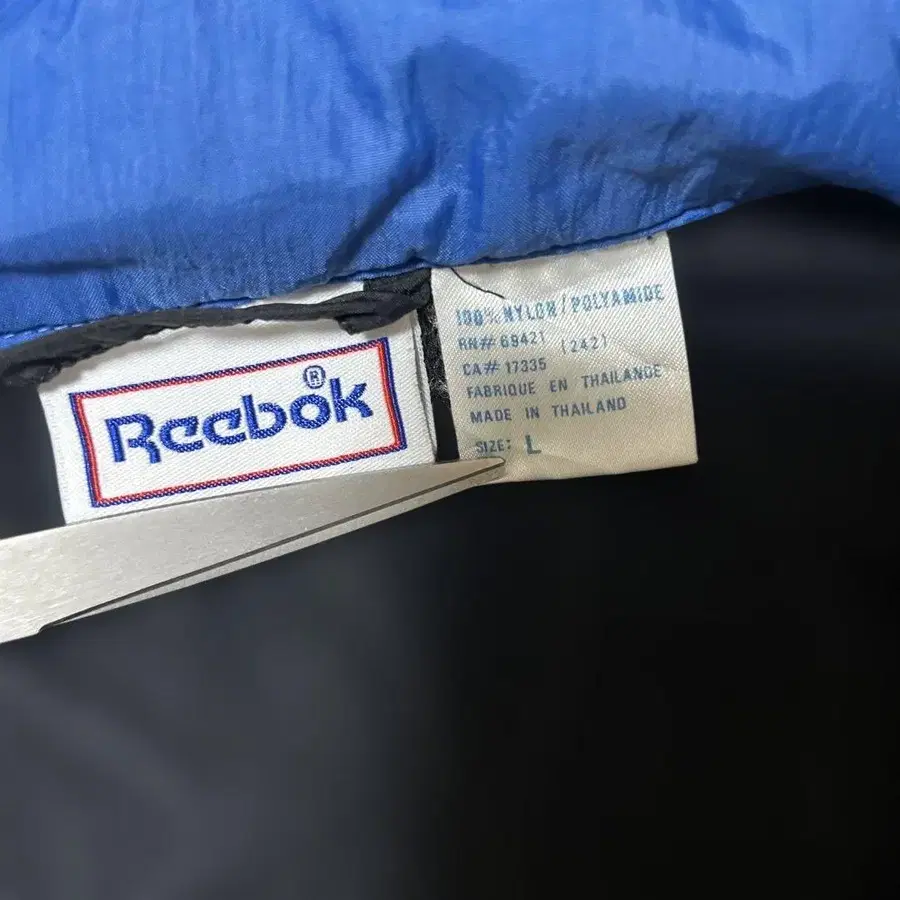 Reebok®
100% NYLON/POLYAMIDE
RN# 69421 (242)
CA# 17335
FABRIQUE EN THAILANDE
MADE IN THAILAND
SIZE: L